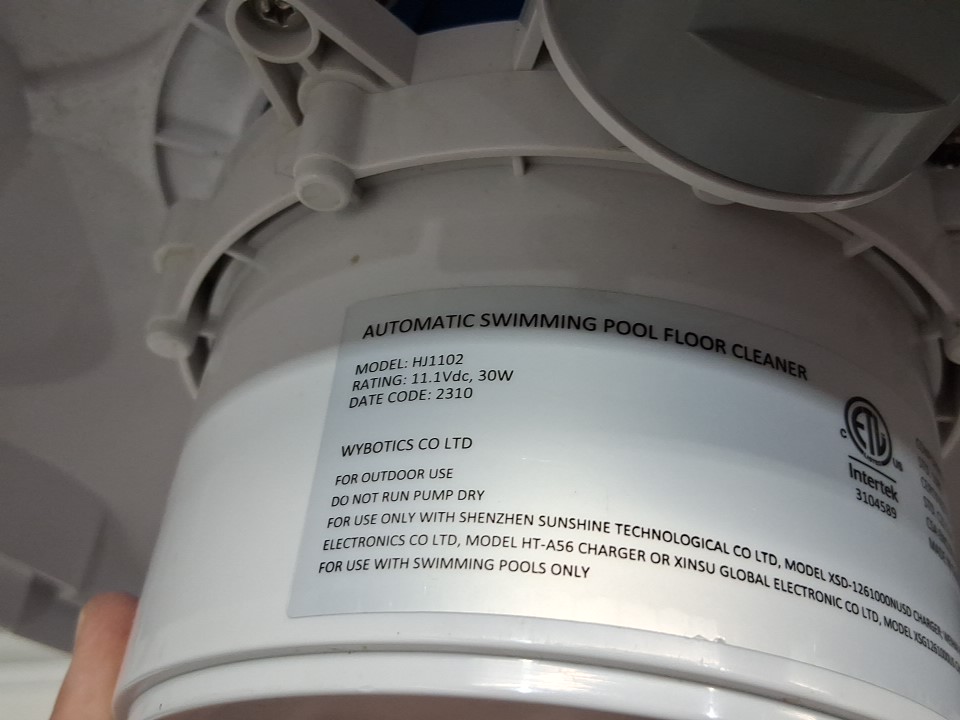 AUTOMATIC SWIMMING POOL FLOOR CLEANER
MODEL: HJ1102
RATING: 11.1Vdc, 30W
DATE CODE: 2310
WYBOTICS CO LTD
FOR OUTDOOR USE
DO NOT RUN PUMP DRY
FOR USE ONLY WITH SHENZHEN SUNSHINE TECHNOLOGICAL CO LTD, MODEL XSD-1261000NUSD CHARGER,
ELECTRONICS CO LTD, MODEL HT-A56 CHARGER OR XINSU GLOBAL ELECTRONIC CO LTD, MODEL
FOR USE WITH SWIMMING POOLS ONLY
C ETL US
Intertek
3104589